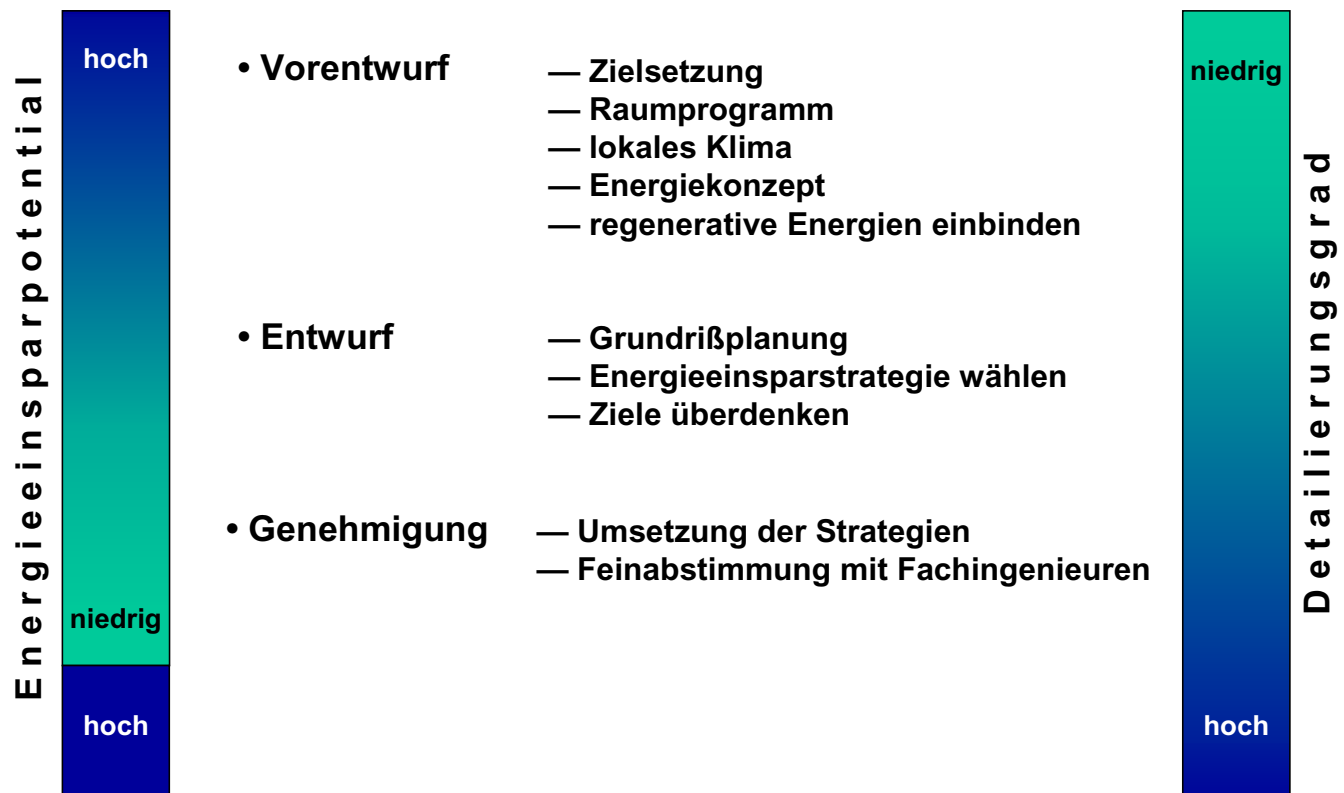 Energieeinsparpotential
hoch
niedrig
hoch
• Vorentwurf
— Zielsetzung
— Raumprogramm
— lokales Klima
— Energiekonzept
— regenerative Energien einbinden
• Entwurf
— Grundrißplanung
— Energieeinsparstrategie wählen
— Ziele überdenken
• Genehmigung
— Umsetzung der Strategien
— Feinabstimmung mit Fachingenieuren
niedrig
hoch
Detailierungsgrad